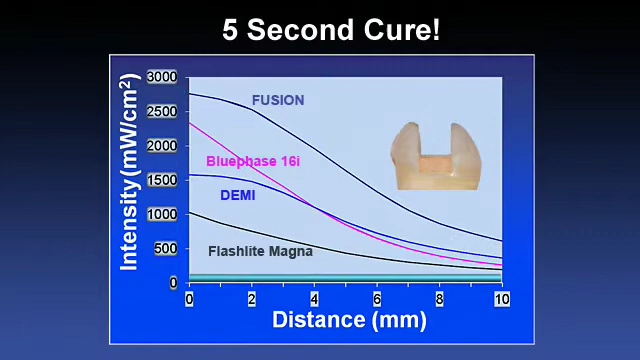 5 Second Cure!
Intensity (mW/cm²)
3000
2500
2000
1500
1000
500
0
FUSION
Bluephase 16i
DEMI
Flashlite Magna
0 2 4 6 8 10
Distance (mm)